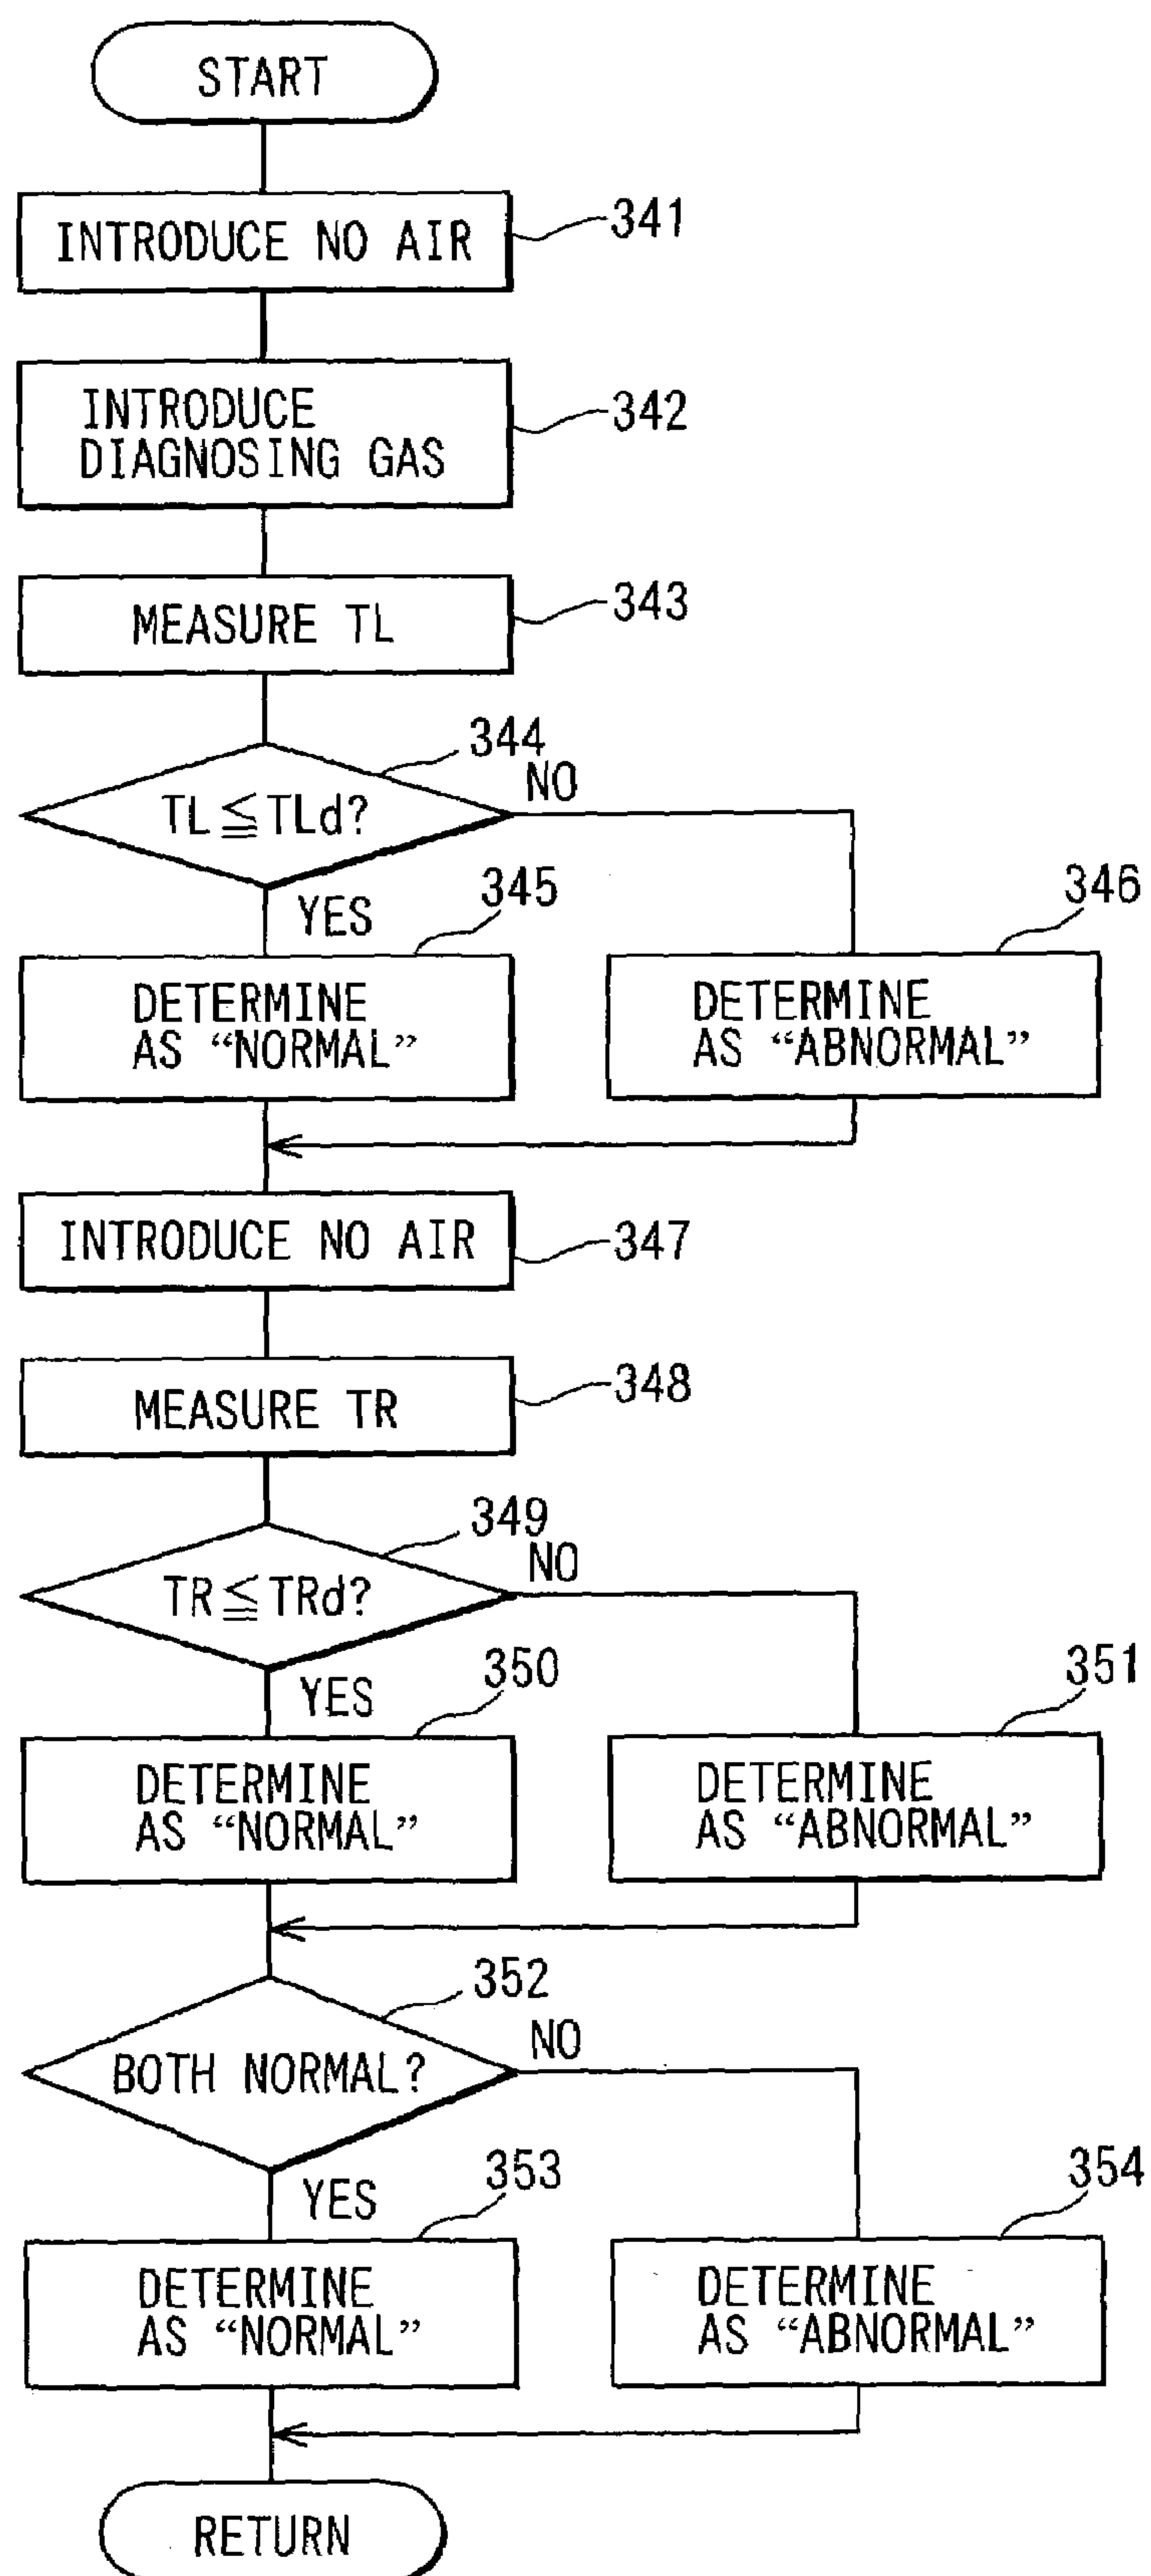 START
INTRODUCE NO AIR
341
INTRODUCE
DIAGNOSING GAS
342
MEASURE TL
343
344
TL≦TLd?
NO
YES
345
346
DETERMINE
AS “NORMAL”
DETERMINE
AS “ABNORMAL”
INTRODUCE NO AIR
347
MEASURE TR
348
349
TR≦TRd?
NO
YES
350
351
DETERMINE
AS “NORMAL”
DETERMINE
AS “ABNORMAL”
352
BOTH NORMAL?
NO
YES
353
354
DETERMINE
AS “NORMAL”
DETERMINE
AS “ABNORMAL”
RETURN